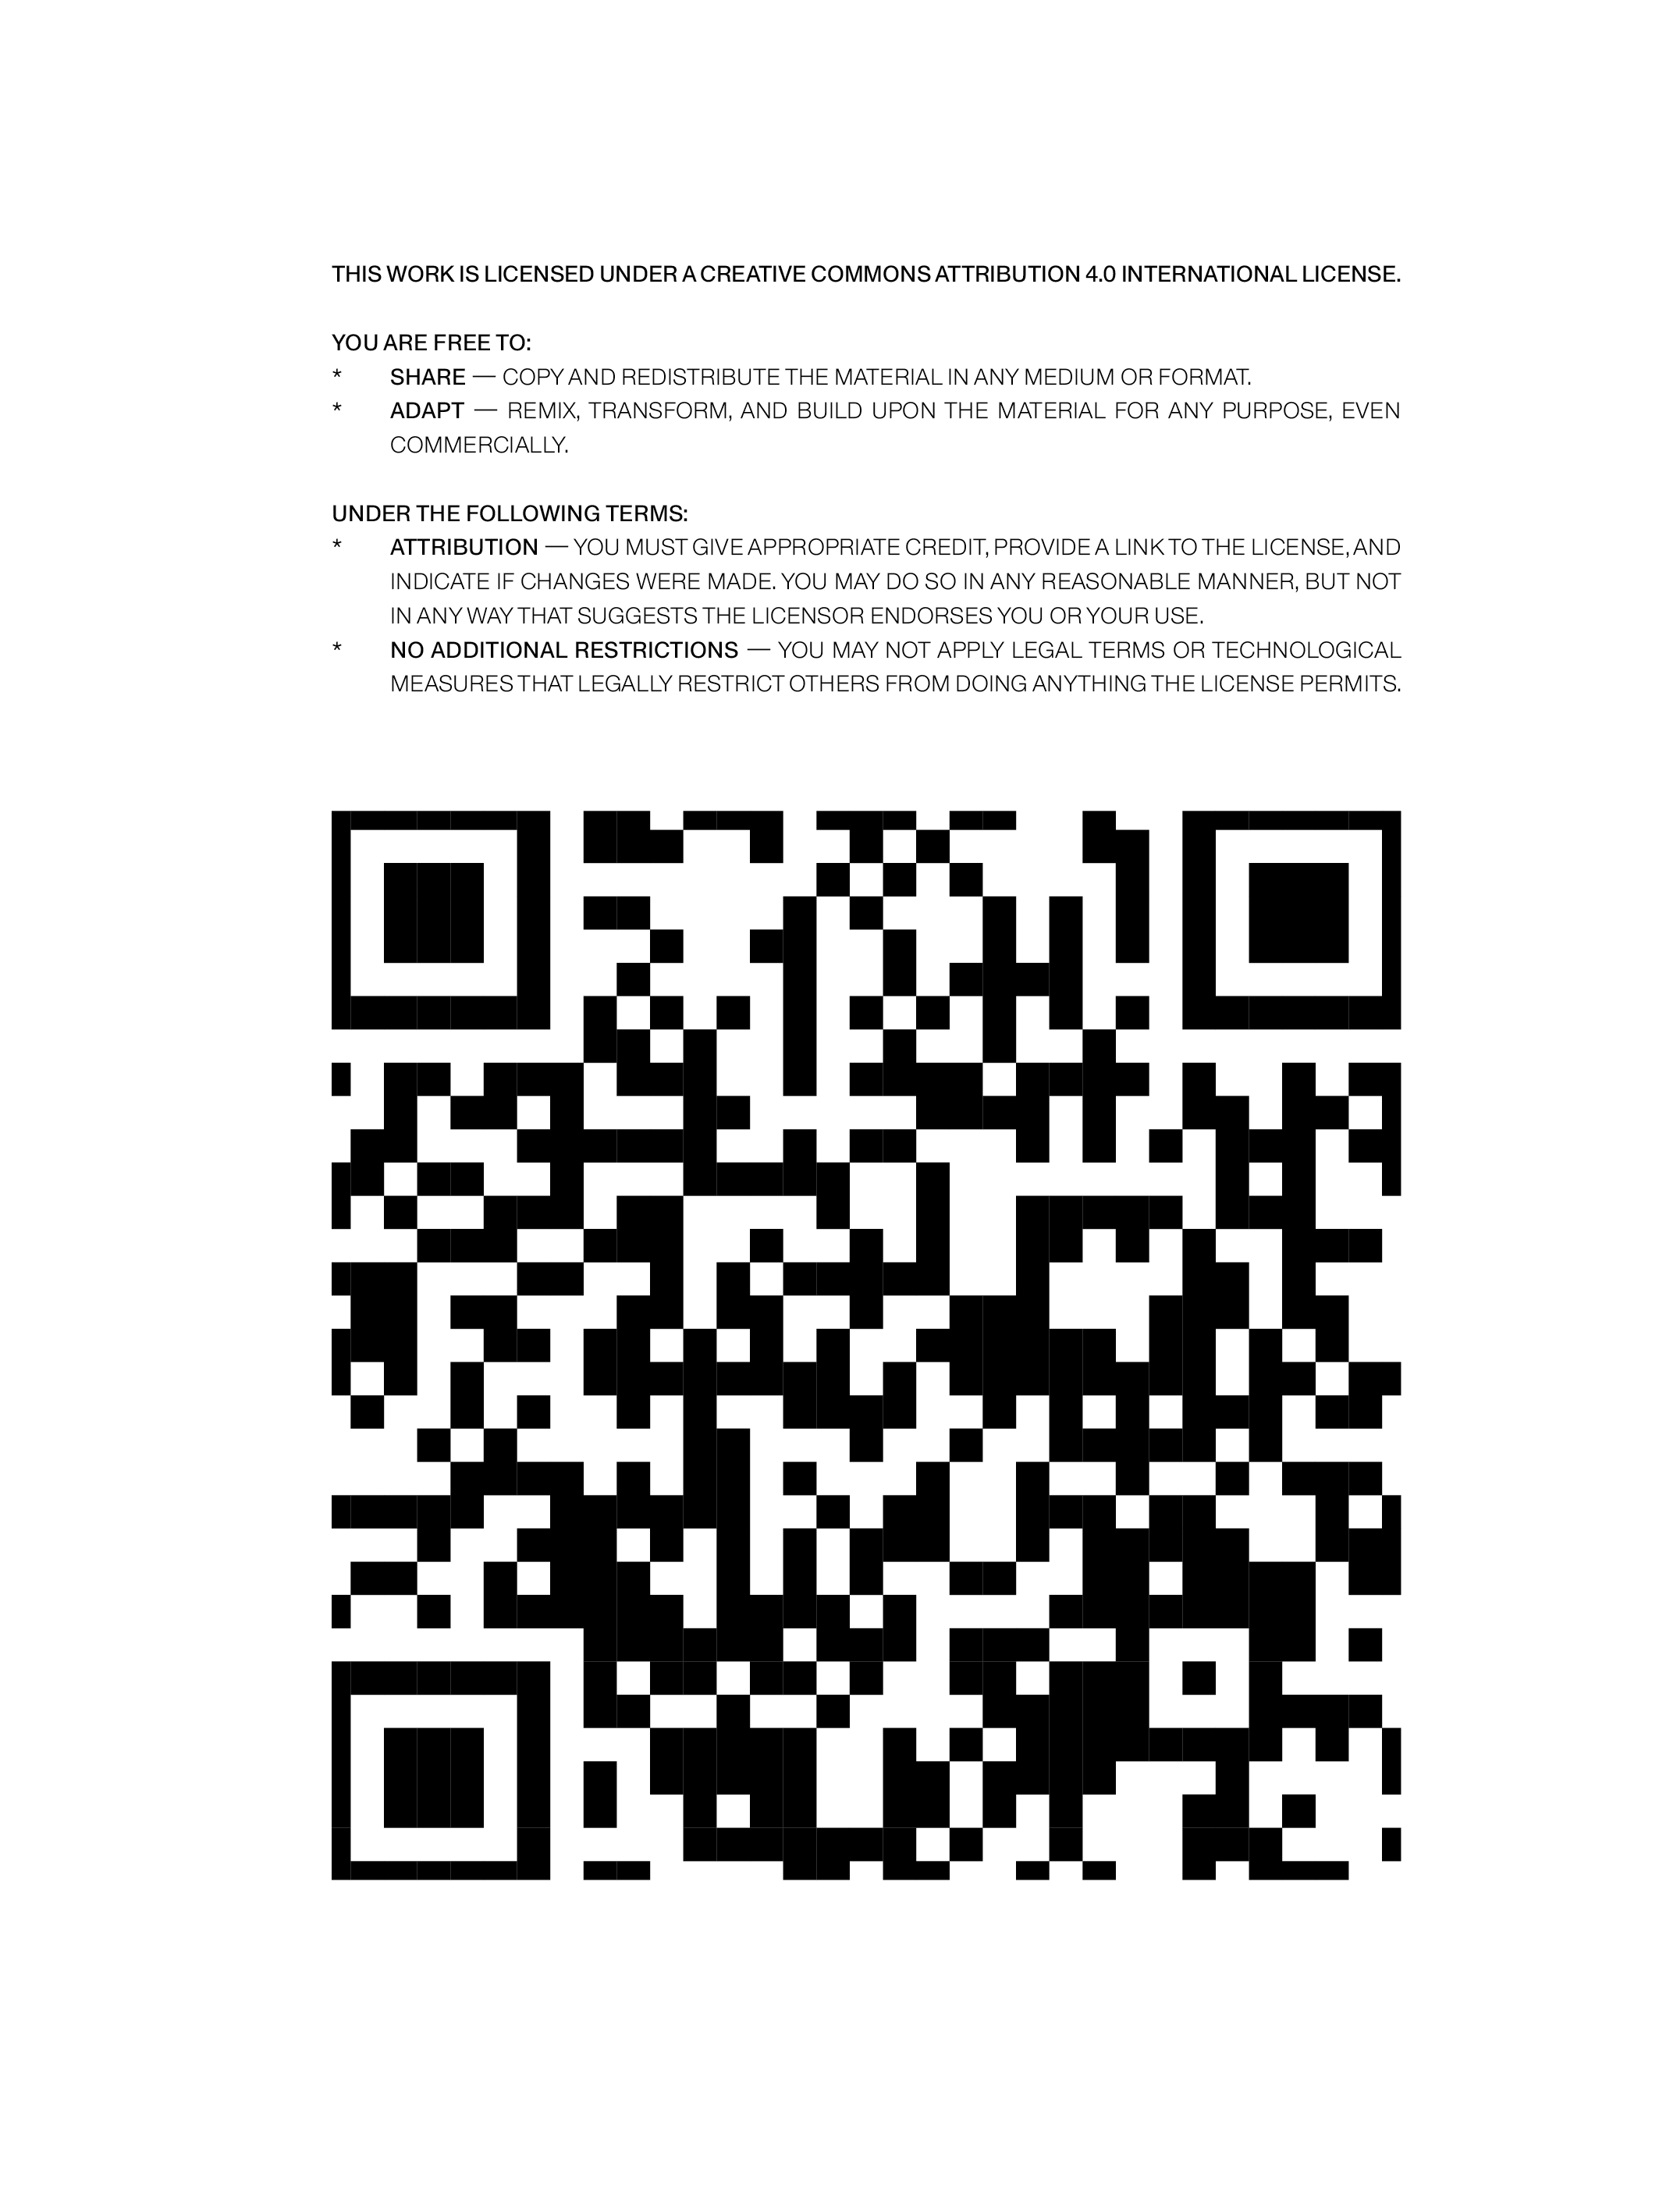 THIS WORK IS LICENSED UNDER A CREATIVE COMMONS ATTRIBUTION 4.0 INTERNATIONAL LICENSE.
YOU ARE FREE TO:
* SHARE — COPY AND REDISTRIBUTE THE MATERIAL IN ANY MEDIUM OR FORMAT.
* ADAPT — REMIX, TRANSFORM, AND BUILD UPON THE MATERIAL FOR ANY PURPOSE, EVEN
COMMERCIALLY.
UNDER THE FOLLOWING TERMS:
* ATTRIBUTION — YOU MUST GIVE APPROPRIATE CREDIT, PROVIDE A LINK TO THE LICENSE, AND
INDICATE IF CHANGES WERE MADE. YOU MAY DO SO IN ANY REASONABLE MANNER, BUT NOT
IN ANY WAY THAT SUGGESTS THE LICENSOR ENDORSES YOU OR YOUR USE.
* NO ADDITIONAL RESTRICTIONS — YOU MAY NOT APPLY LEGAL TERMS OR TECHNOLOGICAL
MEASURES THAT LEGALLY RESTRICT OTHERS FROM DOING ANYTHING THE LICENSE PERMITS.